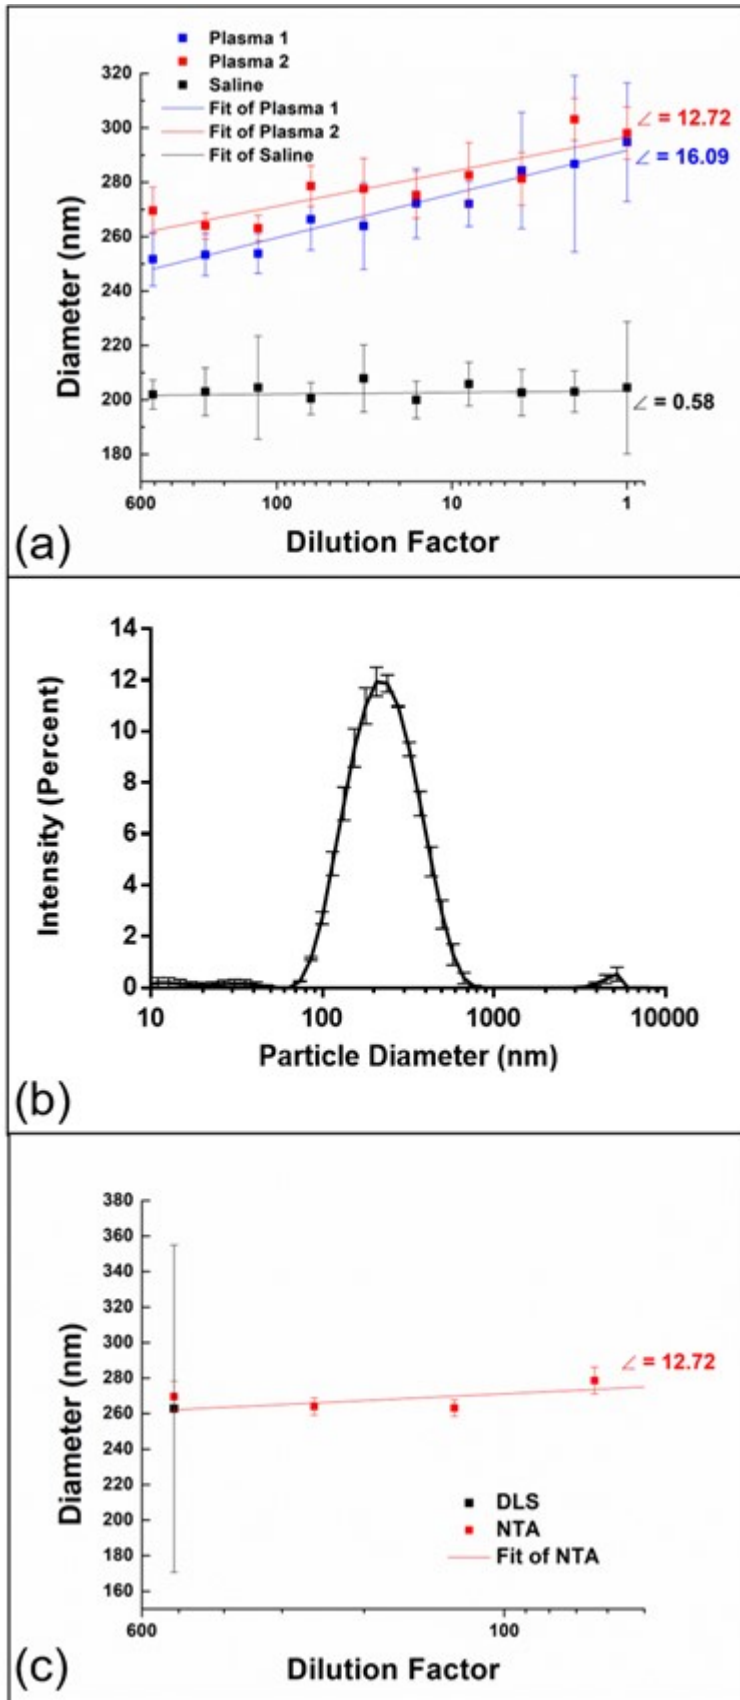 Plasma 1
Plasma 2
Saline
Fit of Plasma 1
Fit of Plasma 2
Fit of Saline
∠ = 12.72
∠ = 16.09
∠ = 0.58
320
300
280
260
240
220
200
180
Diameter (nm)
600 100 10 1
Dilution Factor
(a)
14
12
10
8
6
4
2
0
Intensity (Percent)
10 100 1000 10000
Particle Diameter (nm)
(b)
380
360
340
320
300
280
260
240
220
200
180
160
Diameter (nm)
∠ = 12.72
DLS
NTA
Fit of NTA
600 100
Dilution Factor
(c)